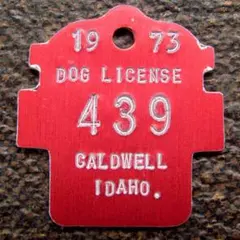 19 73
DOG LICENSE
439
CALDWELL
IDAHO.